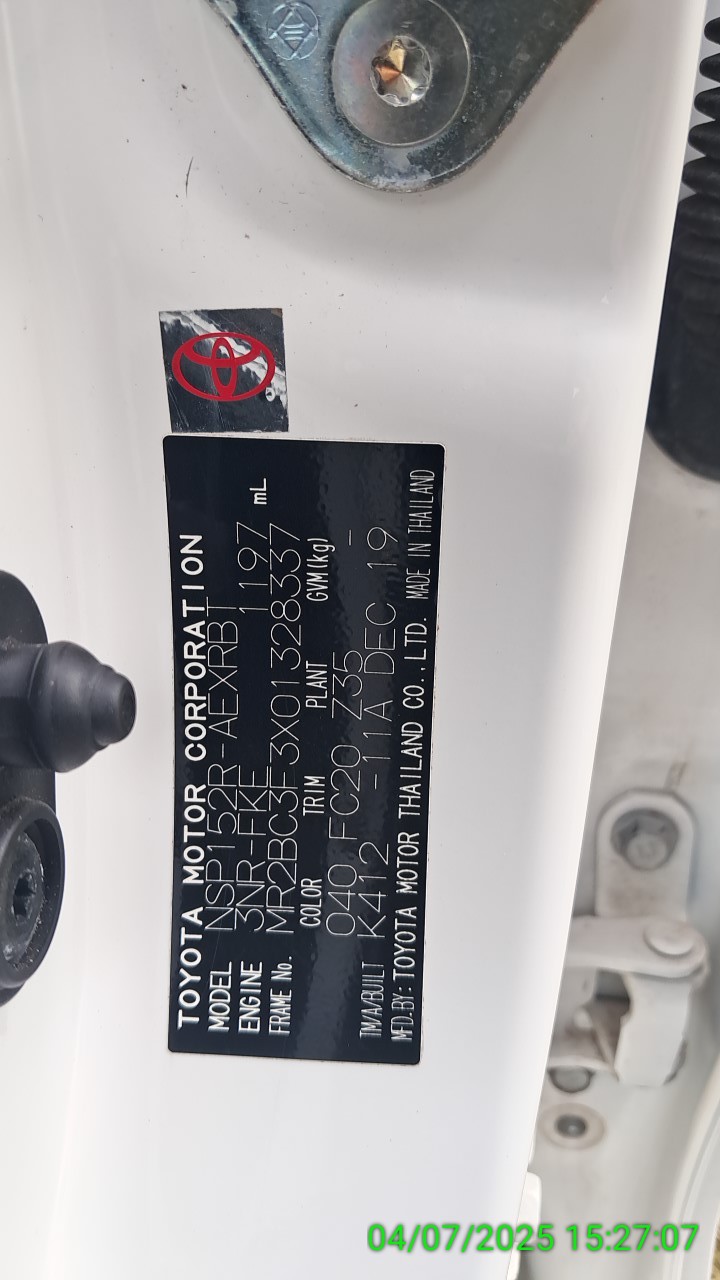 TOYOTA MOTOR CORPORATION
MODEL NSP152R-AEXRBT
ENGINE 3NR-FKE 1197 mL
FRAME No. MR2BC3F3X01328337
COLOR TRIM PLANT GVM(kg)
040 FC20 Z35 -
TM/A/BUILT K412 -11A DEC 19
MFD.BY: TOYOTA MOTOR THAILAND CO., LTD. MADE IN THAILAND
04/07/2025 15:27:07